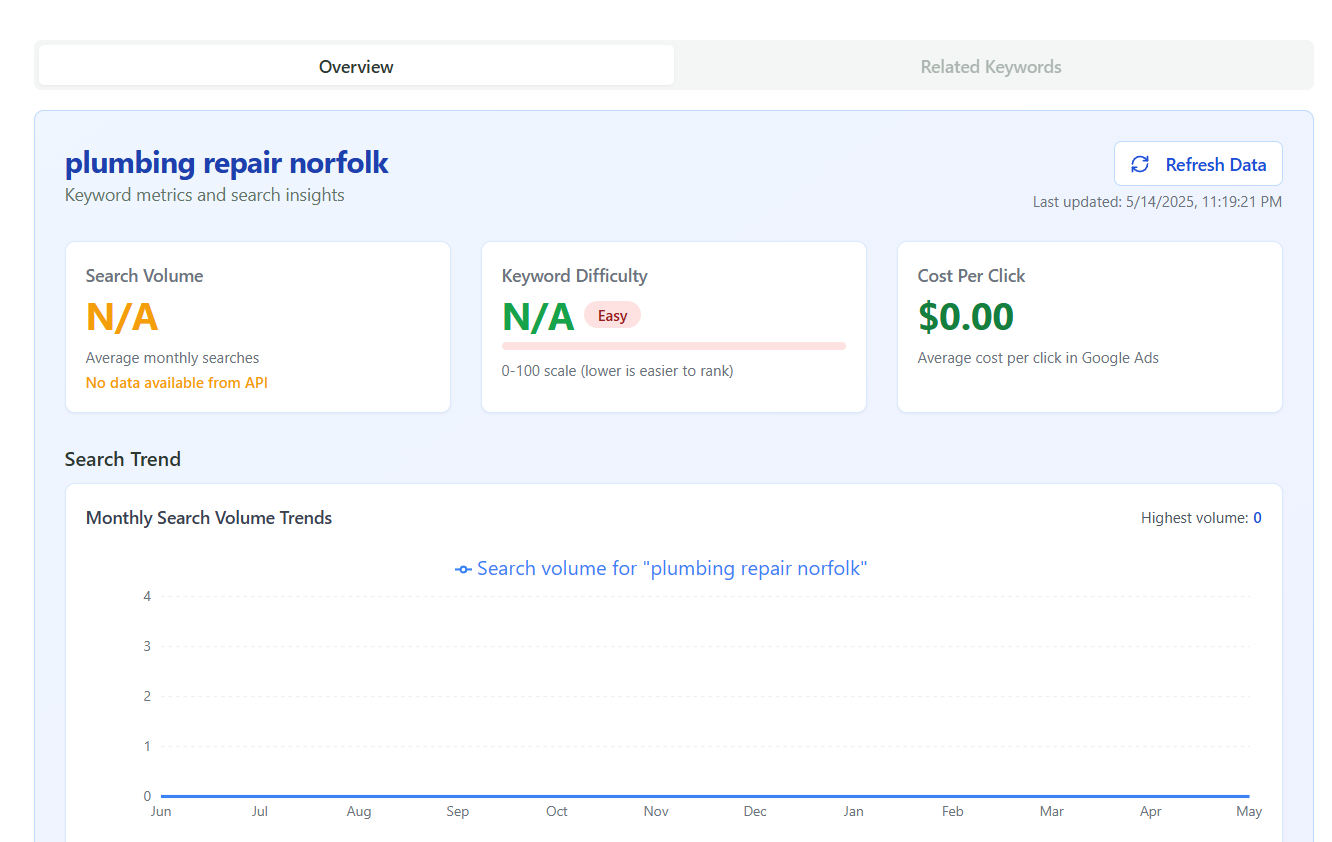 Overview
Related Keywords
plumbing repair norfolk
Keyword metrics and search insights
Refresh Data
Last updated: 5/14/2025, 11:19:21 PM
Search Volume
N/A
Average monthly searches
No data available from API
Keyword Difficulty
N/A Easy
0-100 scale (lower is easier to rank)
Cost Per Click
$0.00
Average cost per click in Google Ads
Search Trend
Monthly Search Volume Trends
Highest volume: 0
Search volume for "plumbing repair norfolk"
4
3
2
1
0
Jun Jul Aug Sep Oct Nov Dec Jan Feb Mar Apr May